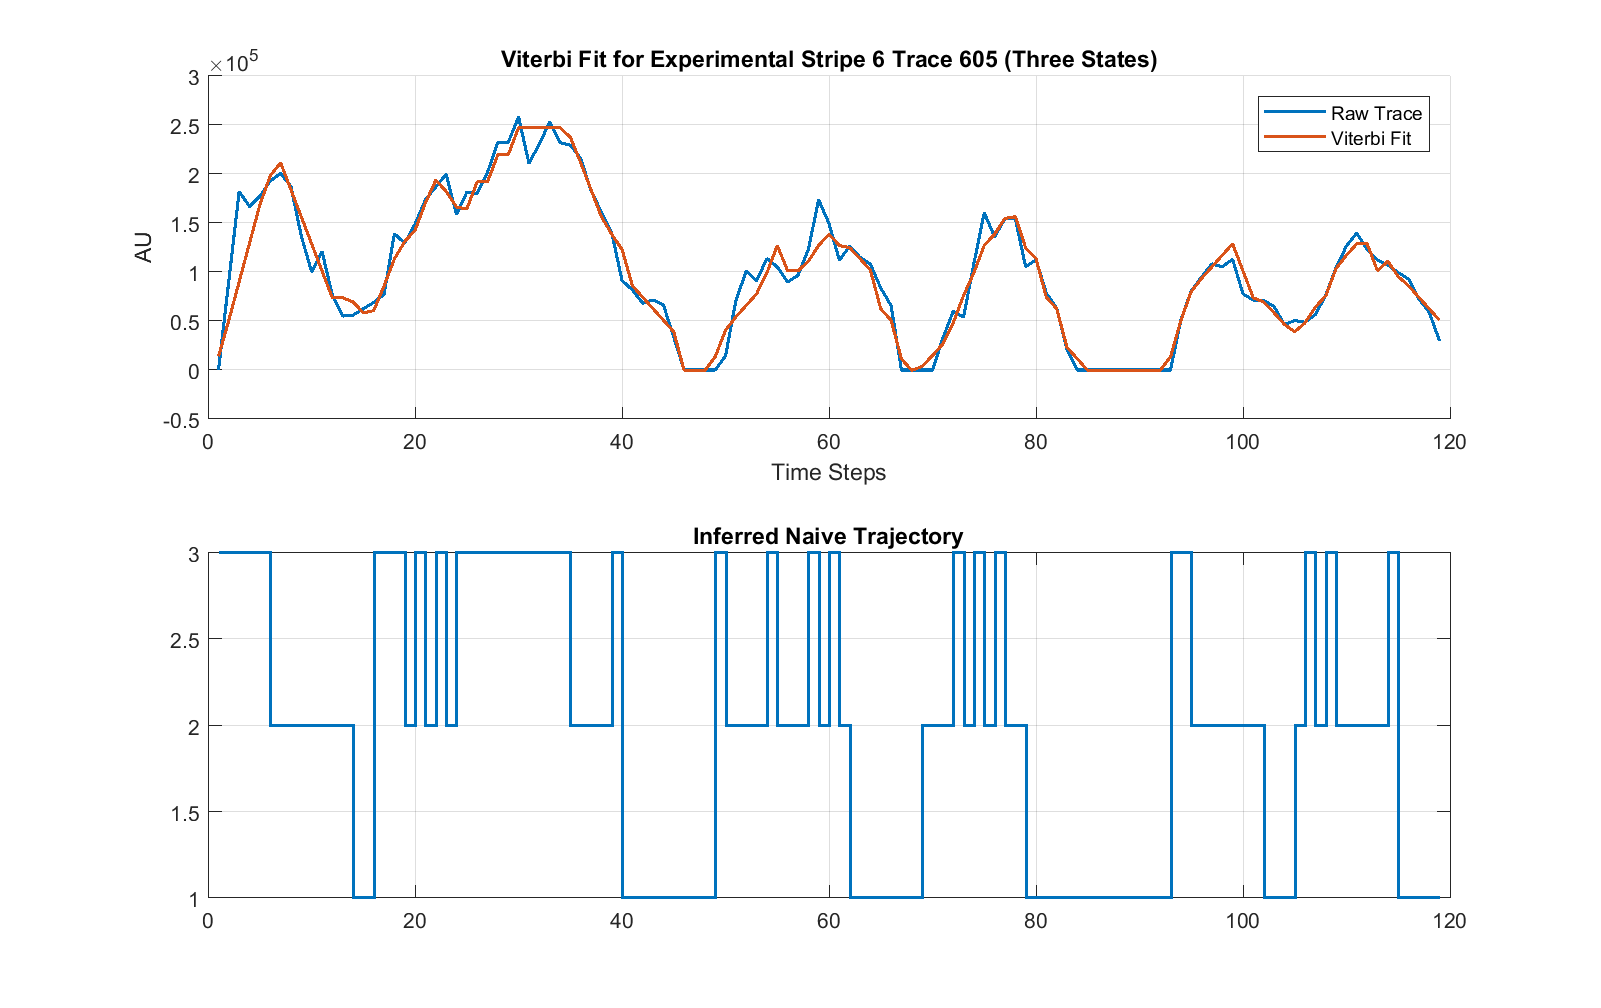 Viterbi Fit for Experimental Stripe 6 Trace 605 (Three States)
×10^5
3
2.5
2
1.5
1
0.5
0
-0.5
AU
Raw Trace
Viterbi Fit
0 20 40 60 80 100 120
Time Steps
Inferred Naive Trajectory
3
2.5
2
1.5
1
0 20 40 60 80 100 120